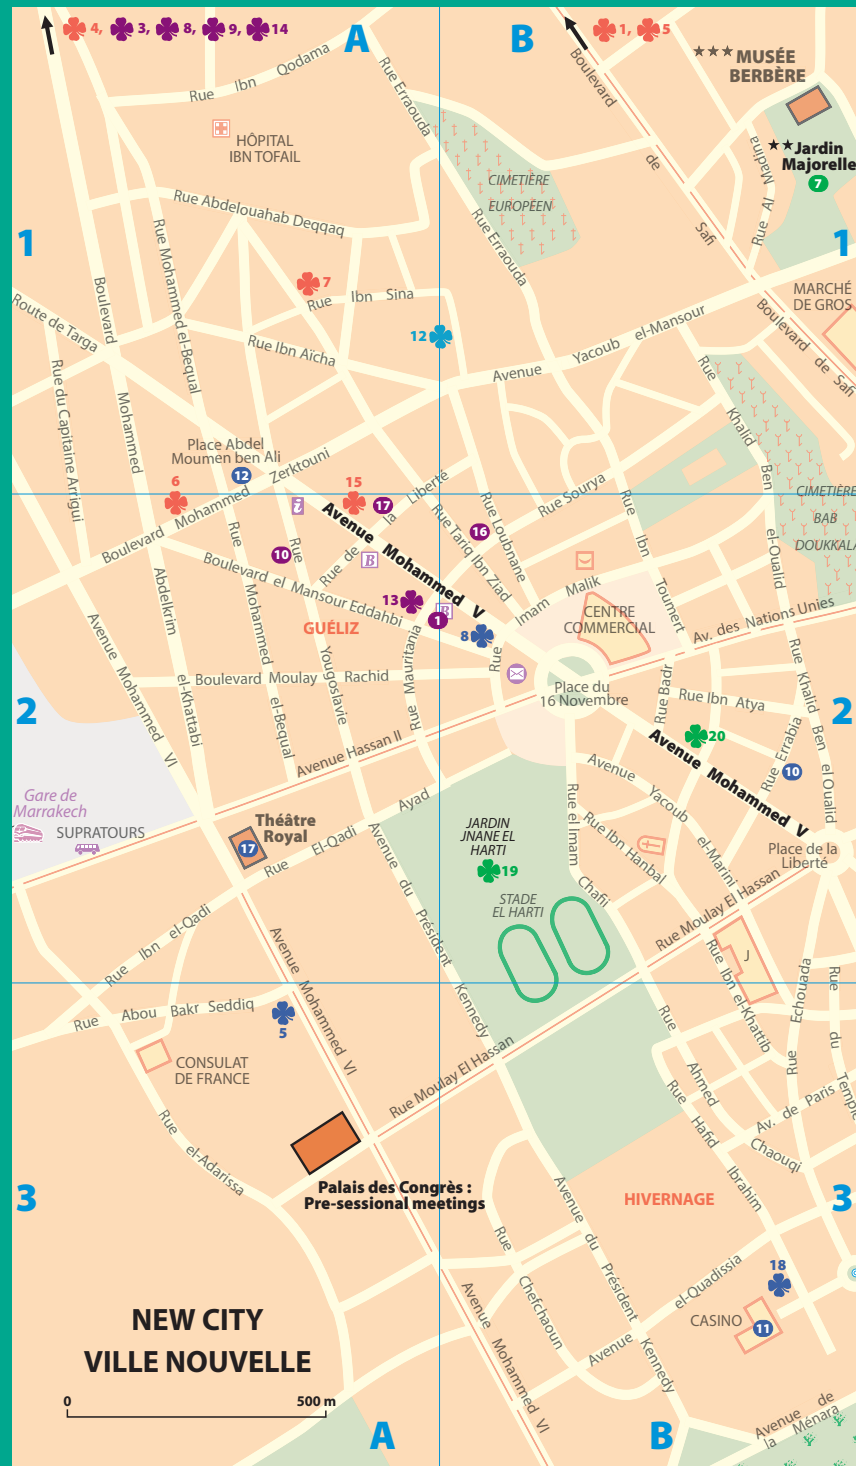 4, 3, 8, 9, 14
A
B
1, 5
MUSÉE
BERBÈRE
Jardin
Majorelle
7
Rue Ibn Qodama
Rue Erraouda
Boulevard de Safi
HÔPITAL
IBN TOFAIL
CIMETIÈRE
EUROPÉEN
Rue Al Madina
Rue Abdelouahab Deqqaq
Rue Erraouda
1
1
7
Rue Ibn Sina
MARCHÉ
DE GROS
Boulevard de Safi
Route de Targa
Boulevard Mohammed Abdelkrim el-Khattabi
Rue Mohammed el-Bequal
Rue Ibn Aïcha
12
Avenue Yacoub el-Mansour
Rue du Capitaine Arrigui
Rue Khalid Ben el-Oualid
Place Abdel
Moumen ben Ali
12
6
15
17
Boulevard Mohammed Zerktouni
Rue de la Liberté
Rue Tariq Ibn Ziad
Rue Loubnane
16
Rue Sourya
Rue Ibn Toumert
CIMETIÈRE
BAB
DOUKKALA
i
Avenue Mohammed V
10
B
Boulevard el Mansour Eddahbi
Rue Mohammed el-Bequal
Rue Yougoslavie
13
B
1
8
GUÉLIZ
Rue Mauritania
Rue Imam Malik
CENTRE
COMMERCIAL
Av. des Nations Unies
Avenue Mohammed VI
Boulevard Moulay Rachid
Place du
16 Novembre
Rue Badr
Rue Ibn Atya
Rue Khalid Ben el Oualid
2
2
20
Avenue Mohammed V
Rue Errabia
10
Avenue Hassan II
Gare de
Marrakech
SUPRATOURS
Théâtre
Royal
17
Rue El-Qadi Ayad
Avenue Yacoub el-Marini
Rue el Imam Chafi
Rue Ibn Hanbal
JARDIN
JNANE EL
HARTI
19
STADE
EL HARTI
Place de la
Liberté
Avenue du Président Kennedy
Rue Ibn el-Qadi
Avenue Mohammed VI
Rue Moulay El Hassan
J
Rue Ibn el-Khattib
Rue Echouada
Rue du Temple
Rue Abou Bakr Seddiq
5
CONSULAT
DE FRANCE
Rue Moulay El Hassan
Rue Ahmed Chaouqi
Rue Hafid Ibrahim
Av. de Paris
Rue el-Adarissa
Palais des Congrès :
Pre-sessional meetings
3
3
HIVERNAGE
Avenue du Président Kennedy
Rue Chefchaoun
Avenue Mohammed VI
Avenue el-Quadissia
18
CASINO
11
NEW CITY
VILLE NOUVELLE
0 500 m
A
B
Avenue de
la Ménara